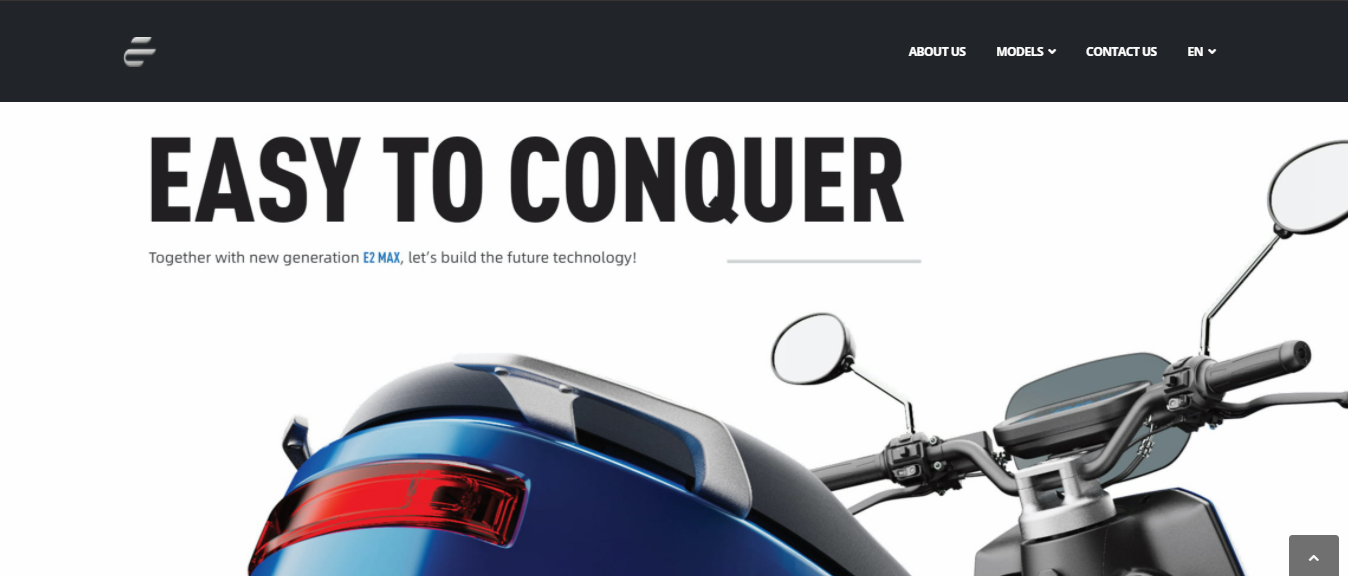 ABOUT US MODELS CONTACT US EN
EASY TO CONQUER
Together with new generation E2 MAX, let's build the future technology!